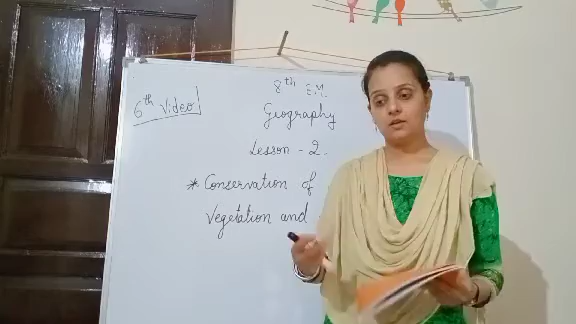 6th Video
8th E.M.
Geography
Lesson - 2.
* Conservation of
Vegetation and